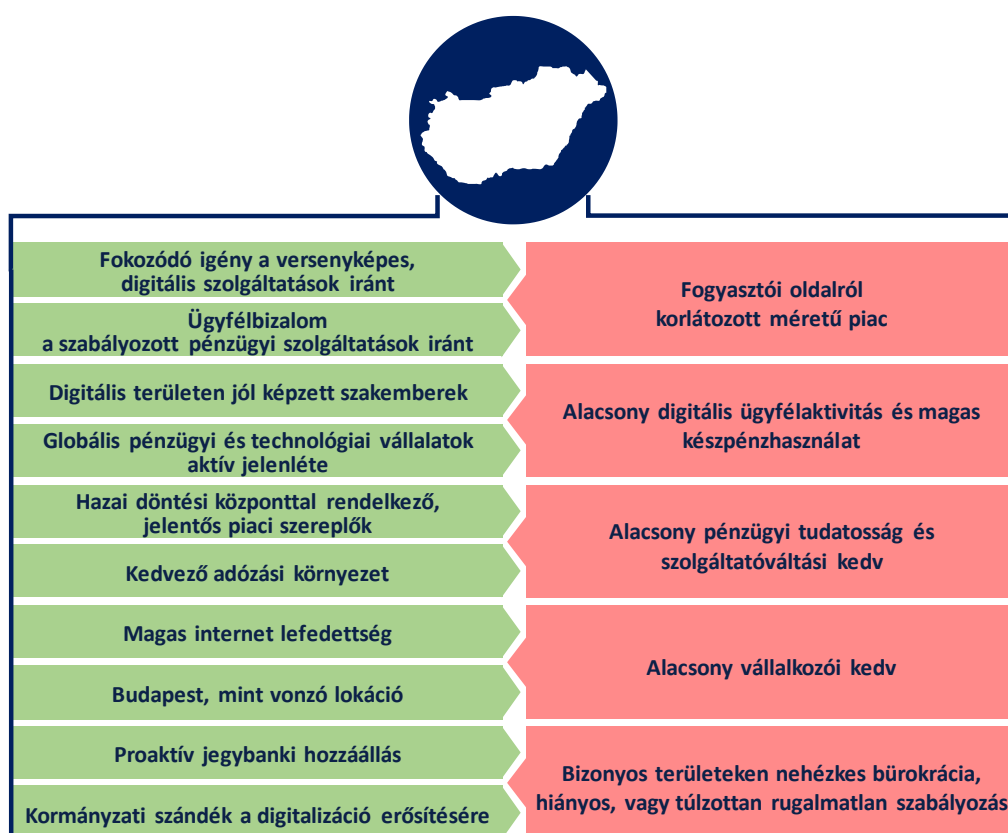 Fokozódó igény a versenyképes,
digitális szolgáltatások iránt
Ügyfélbizalom
a szabályozott pénzügyi szolgáltatások iránt
Digitális területen jól képzett szakemberek
Globális pénzügyi és technológiai vállalatok
aktív jelenléte
Hazai döntési központtal rendelkező,
jelentős piaci szereplők
Kedvező adózási környezet
Magas internet lefedettség
Budapest, mint vonzó lokáció
Proaktív jegybanki hozzáállás
Kormányzati szándék a digitalizáció erősítésére
Fogyasztói oldalról
korlátozott méretű piac
Alacsony digitális ügyfélaktivitás és magas
készpénzhasználat
Alacsony pénzügyi tudatosság és
szolgáltatóváltási kedv
Alacsony vállalkozói kedv
Bizonyos területeken nehézkes bürokrácia,
hiányos, vagy túlzottan rugalmatlan szabályozás